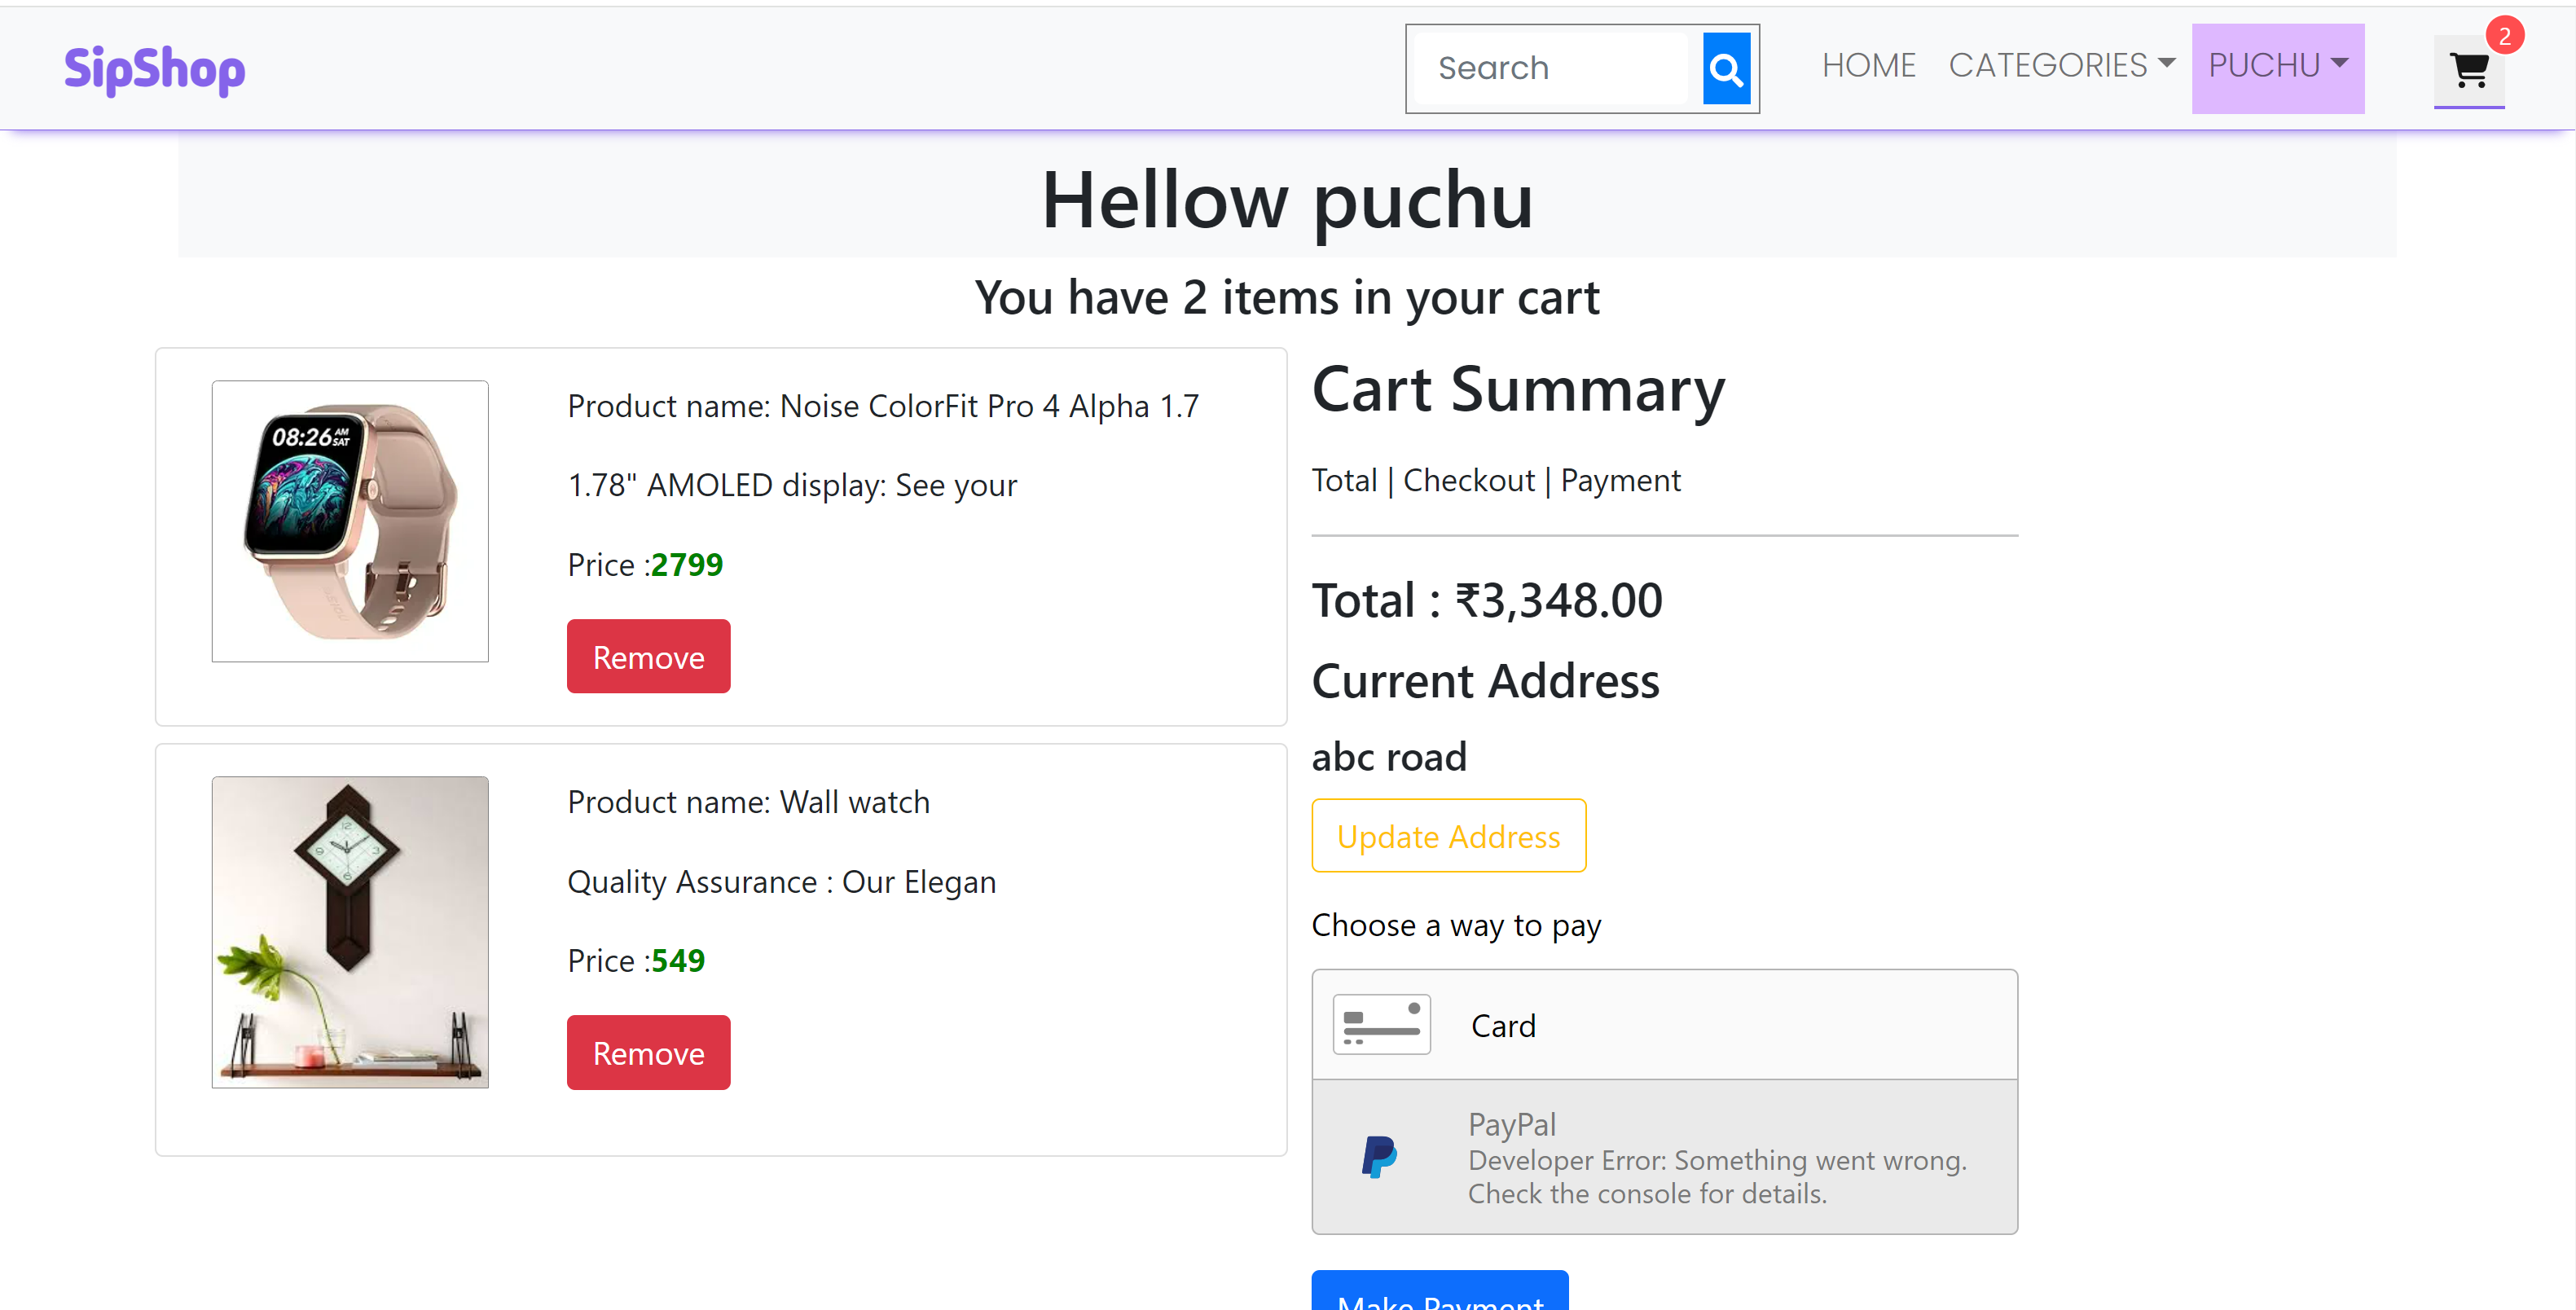 SipShop
Search
HOME
CATEGORIES
PUCHU
2
Hellow puchu
You have 2 items in your cart
08:26 AM
SAT
Product name: Noise ColorFit Pro 4 Alpha 1.7
1.78" AMOLED display: See your
Price :2799
Remove
Product name: Wall watch
Quality Assurance : Our Elegan
Price :549
Remove
Cart Summary
Total | Checkout | Payment
Total : ₹3,348.00
Current Address
abc road
Update Address
Choose a way to pay
Card
PayPal
Developer Error: Something went wrong.
Check the console for details.
Make Payment